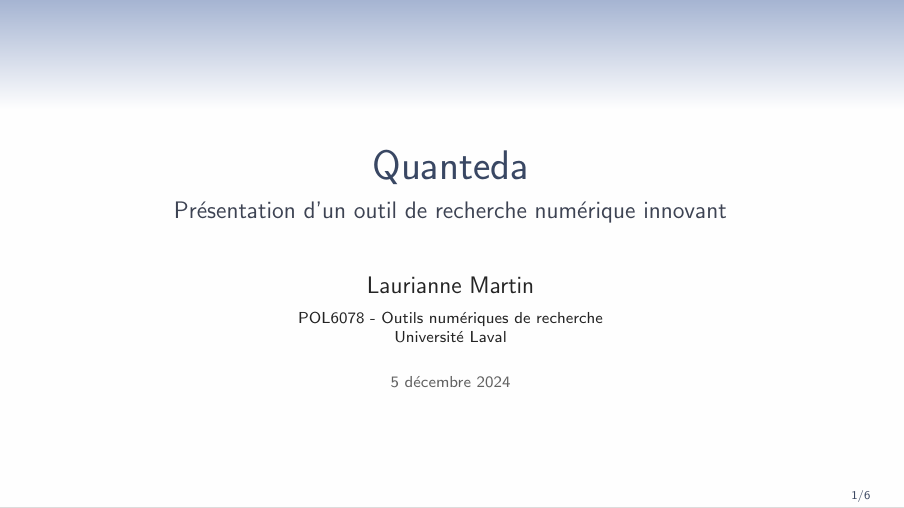 Quanteda
Présentation d'un outil de recherche numérique innovant
Laurianne Martin
POL6078 - Outils numériques de recherche
Université Laval
5 décembre 2024
1/6